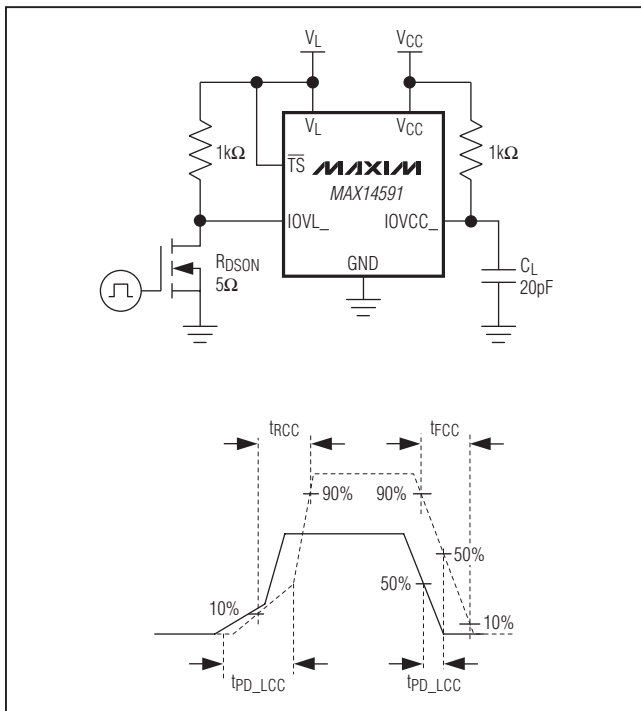 VL VCC
VL VCC
1kΩ 1kΩ
TS MAXIM
MAX14591
IOVL_ IOVCC_
RDSON
5Ω
GND
CL
20pF
tRCC tFCC
90% 90%
50% 50%
10% 10%
tPD_LCC tPD_LCC